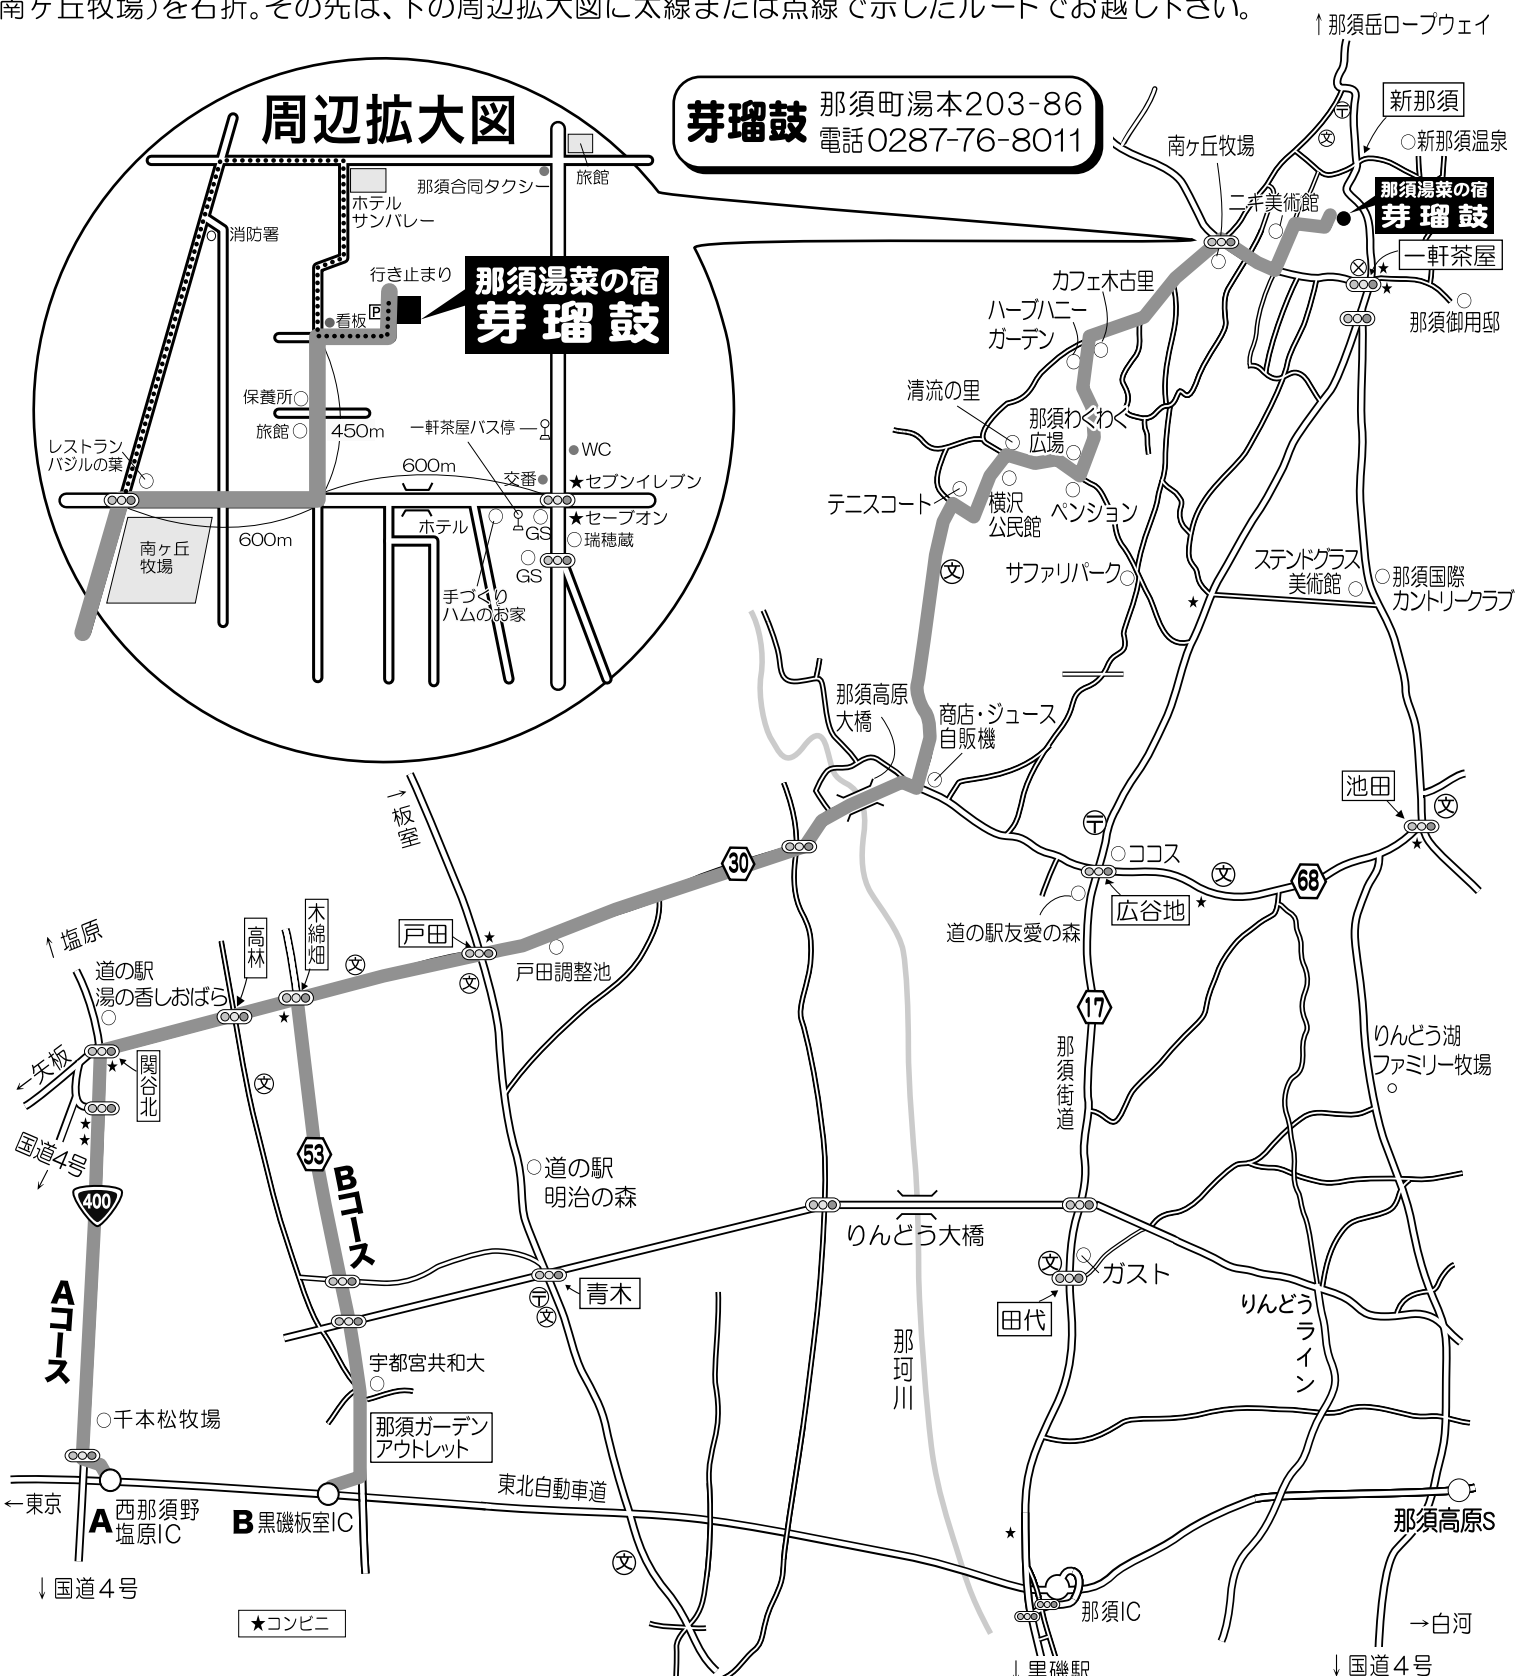 南ヶ丘牧場)を右折。その先は、下の周辺拡大図に太線または点線で示したルートでお越し下さい。
↑那須岳ロープウェイ
周辺拡大図
旅館
那須合同タクシー
ホテル
サンバレー
消防署
行き止まり
P
看板
那須湯菜の宿
芽瑠鼓
保養所
旅館
450m
一軒茶屋バス停
WC
レストラン
バジルの葉
600m
交番
★セブンイレブン
★セーブオン
ホテル
GS
瑞穂蔵
600m
GS
南ヶ丘
牧場
手づくり
ハムのお家
芽瑠鼓
那須町湯本203-86
電話0287-76-8011
新那須
〒
文
新那須温泉
南ヶ丘牧場
ニキ美術館
那須湯菜の宿
芽瑠鼓
一軒茶屋
★
★
那須御用邸
カフェ木古里
ハーブハニー
ガーデン
清流の里
那須わくわく
広場
テニスコート
横沢
公民館
ペンション
文
サファリパーク
ステンドグラス
美術館
那須国際
カントリークラブ
★
那須高原
大橋
商店・ジュース
自販機
池田
文
★
→板室
〒
ココス
文
68
30
広谷地
★
道の駅友愛の森
↑塩原
高林
木綿畑
戸田
★
文
文
戸田調整池
道の駅
湯の香しおばら
★
17
←矢板
★
関谷北
文
那須街道
りんどう湖
ファミリー牧場
★
★
国道4号
←
53
Bコース
400
道の駅
明治の森
りんどう大橋
文
ガスト
田代
青木
〒
文
Aコース
りんどう
ライン
那珂川
宇都宮共和大
千本松牧場
那須ガーデン
アウトレット
東北自動車道
←東京
A
西那須野
塩原IC
B
黒磯板室IC
那須高原S
★
文
↓国道4号
★コンビニ
那須IC
→白河
↓黒磯駅
↓国道4号